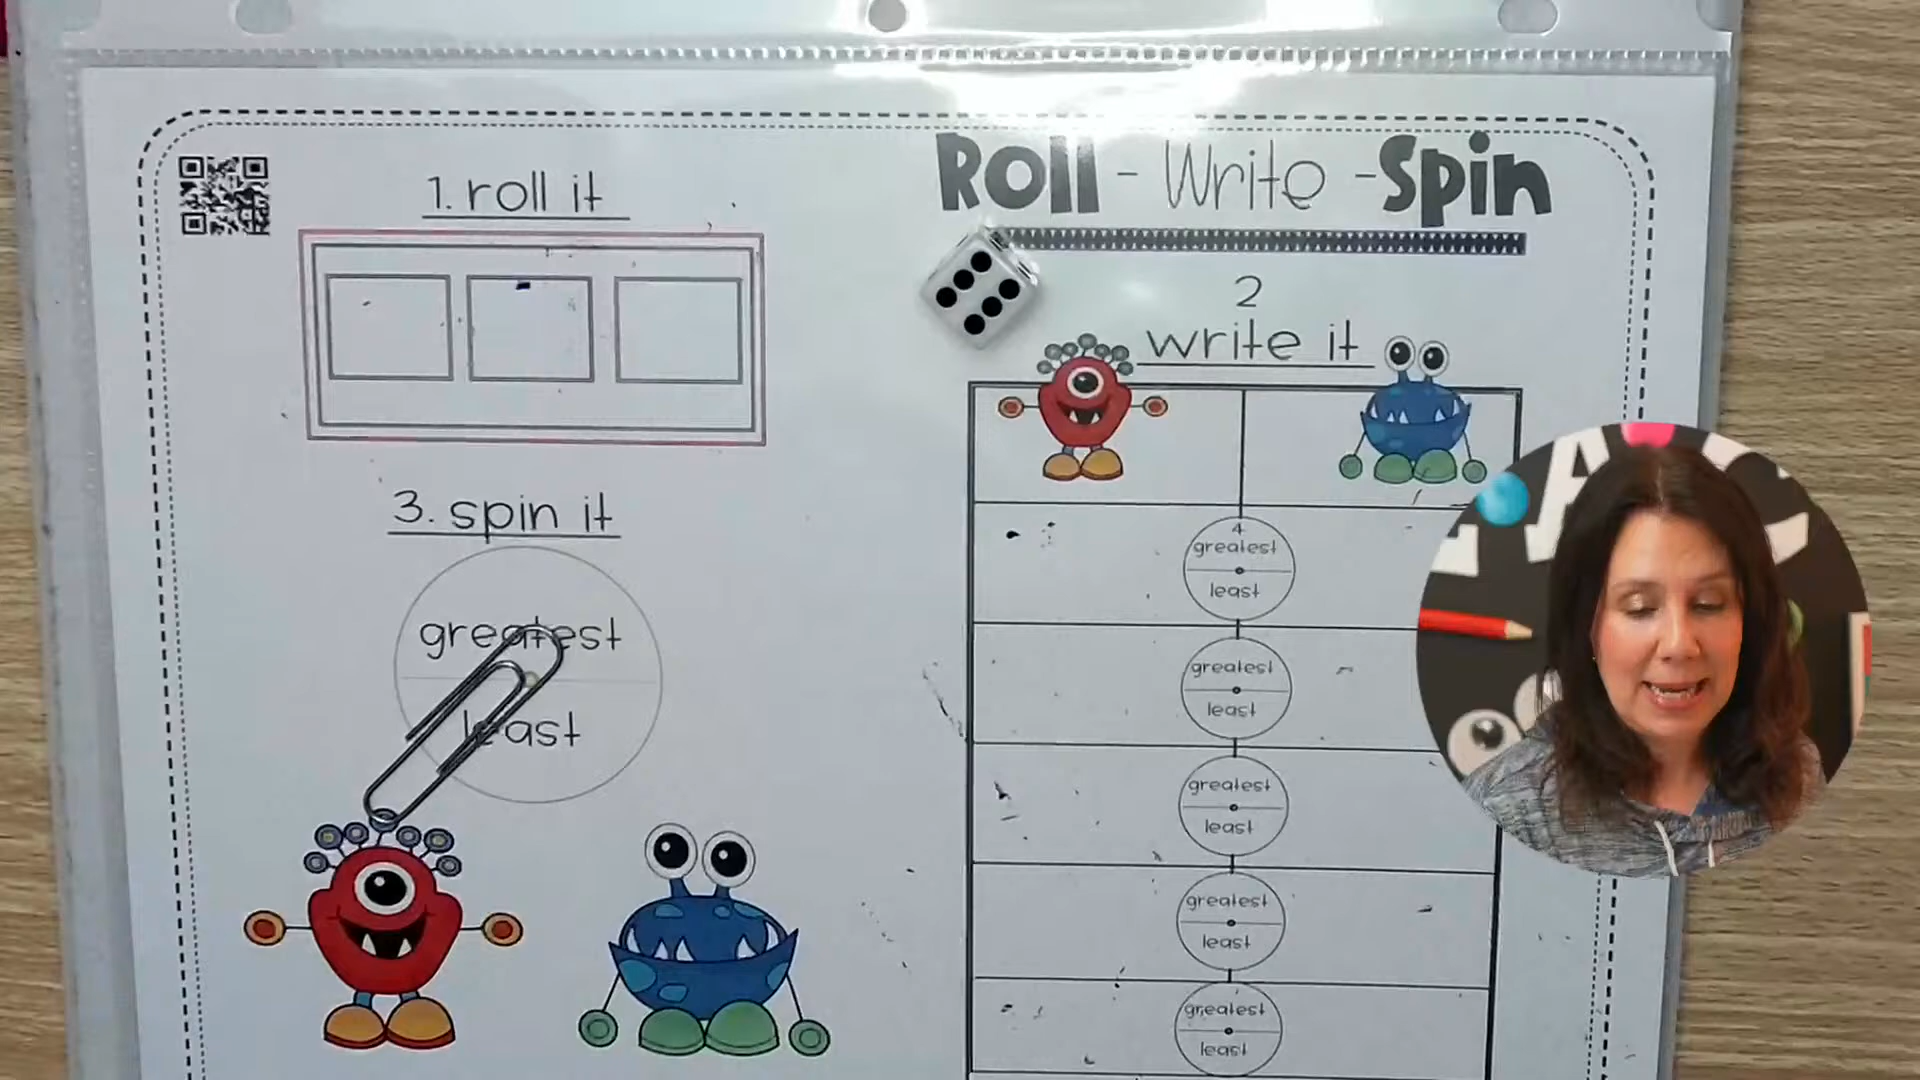 Roll - Write - Spin
1. roll it
2
write it
3. spin it
greatest
least
4
greatest
least
greatest
least
greatest
least
greatest
least
greatest
least